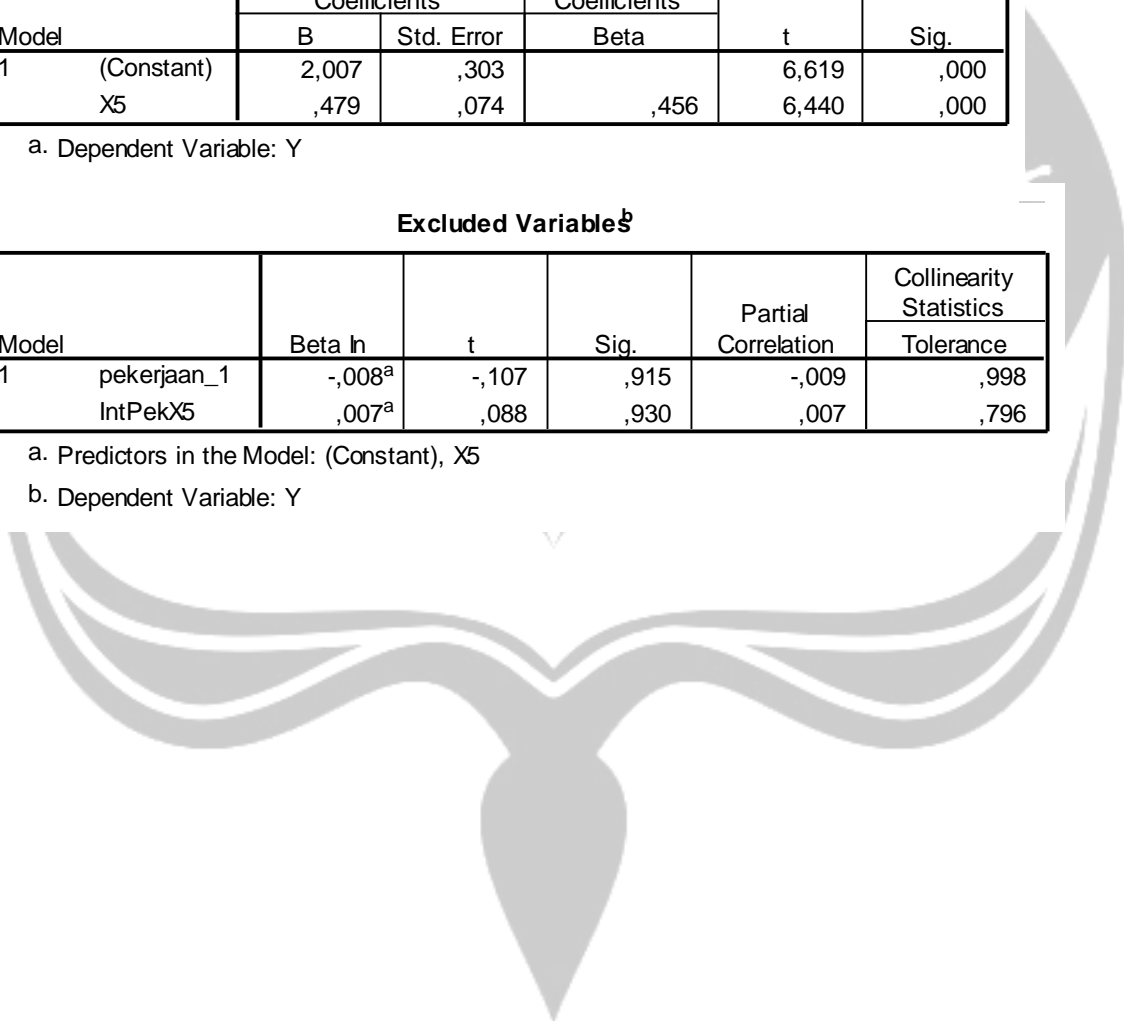 Coefficients Coefficients
Model B Std. Error Beta t Sig.
1 (Constant) 2,007 ,303 6,619 ,000
X5 ,479 ,074 ,456 6,440 ,000
a. Dependent Variable: Y
Excluded Variables b
Collinearity
Partial Statistics
Model Beta In t Sig. Correlation Tolerance
1 pekerjaan_1 -,008a -,107 ,915 -,009 ,998
IntPekX5 ,007a ,088 ,930 ,007 ,796
a. Predictors in the Model: (Constant), X5
b. Dependent Variable: Y